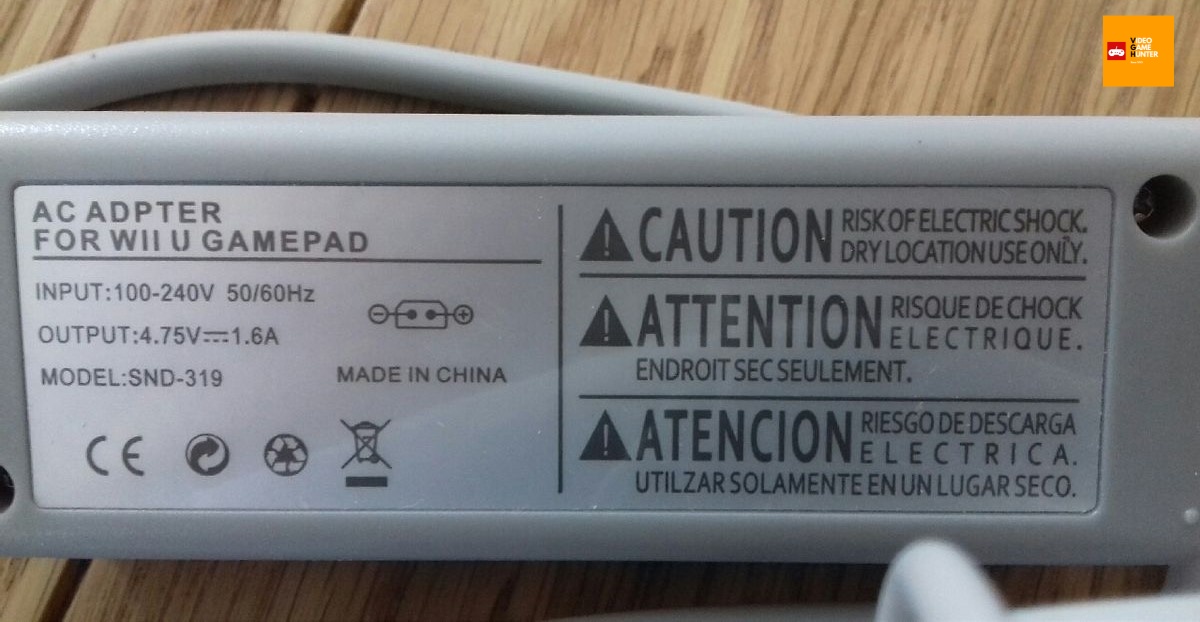 VIDEO
GAME
HUNTER
AC ADPTER
FOR WII U GAMEPAD
INPUT:100-240V 50/60Hz
OUTPUT:4.75V⎓1.6A
MODEL:SND-319
MADE IN CHINA
CE
CAUTION RISK OF ELECTRIC SHOCK.
DRY LOCATION USE ONLY.
ATTENTION RISQUE DE CHOCK
ELECTRIQUE.
ENDROIT SEC SEULEMENT.
ATENCION RIESGO DE DESCARGA
ELECTRICA.
UTILZAR SOLAMENTE EN UN LUGAR SECO.